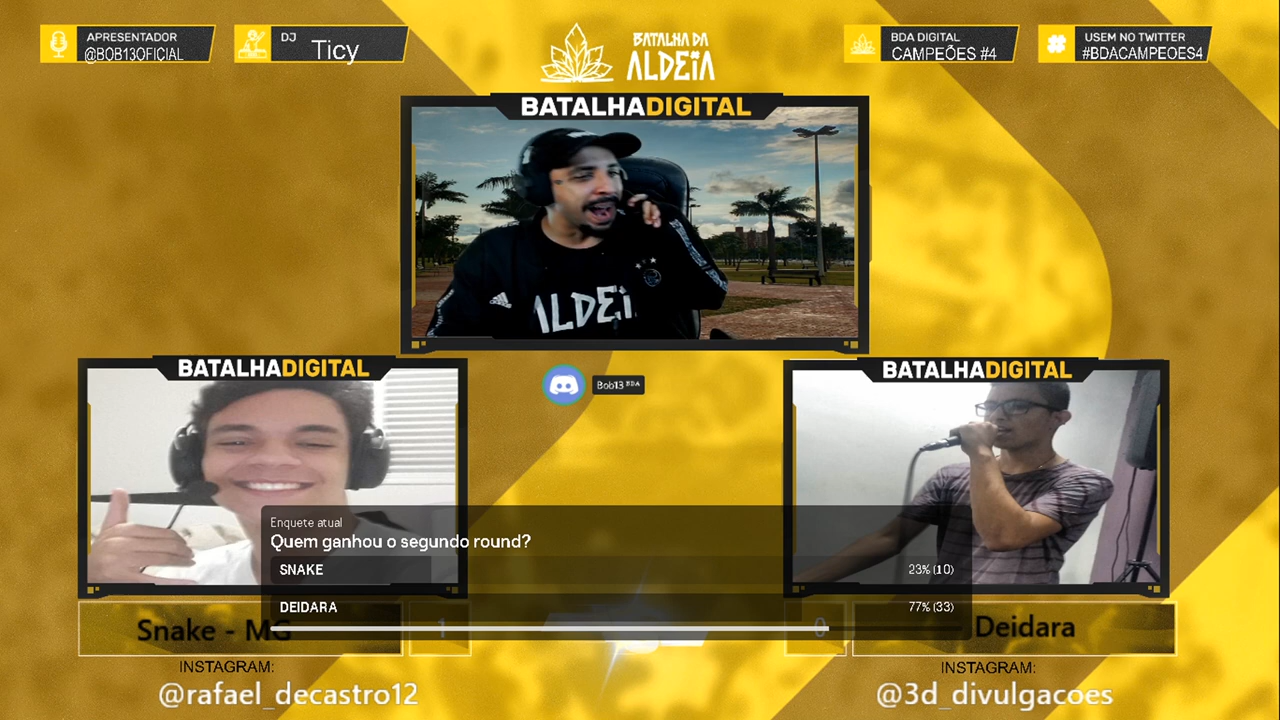 APRESENTADOR
@BOB13OFICIAL
DJ
Ticy
BATALHA DA
ALDEIA
BDA DIGITAL
CAMPEÕES #4
USEM NO TWITTER
#BDACAMPEOES4
BATALHADIGITAL
ALDEi
BATALHADIGITAL
Bob13 BDA
BATALHADIGITAL
Enquete atual
Quem ganhou o segundo round?
SNAKE 23% (10)
DEIDARA 77% (33)
Snake - MG
1
0
Deidara
INSTAGRAM:
@rafael_decastro12
INSTAGRAM:
@3d_divulgacoes